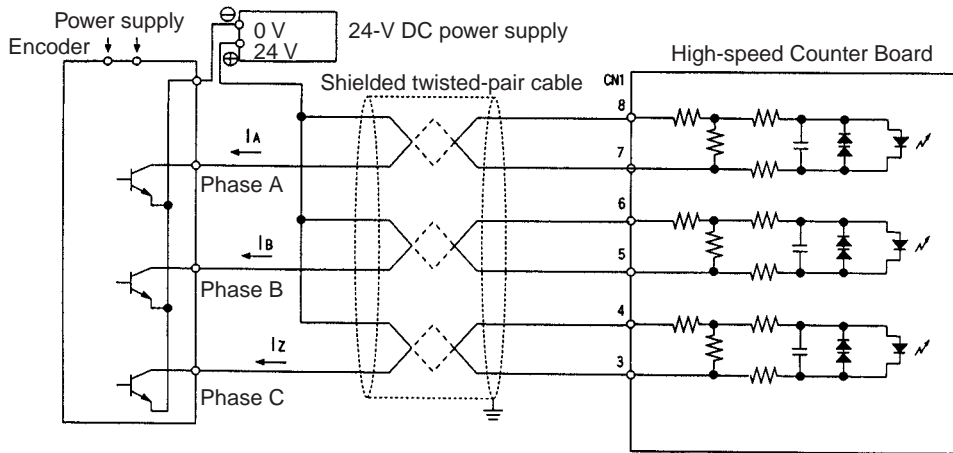 Power supply
Encoder
⊖
0 V
24 V
⊕
24-V DC power supply
Shielded twisted-pair cable
High-speed Counter Board
CN1
8
IA
7
Phase A
6
IB
5
Phase B
4
IZ
3
Phase C